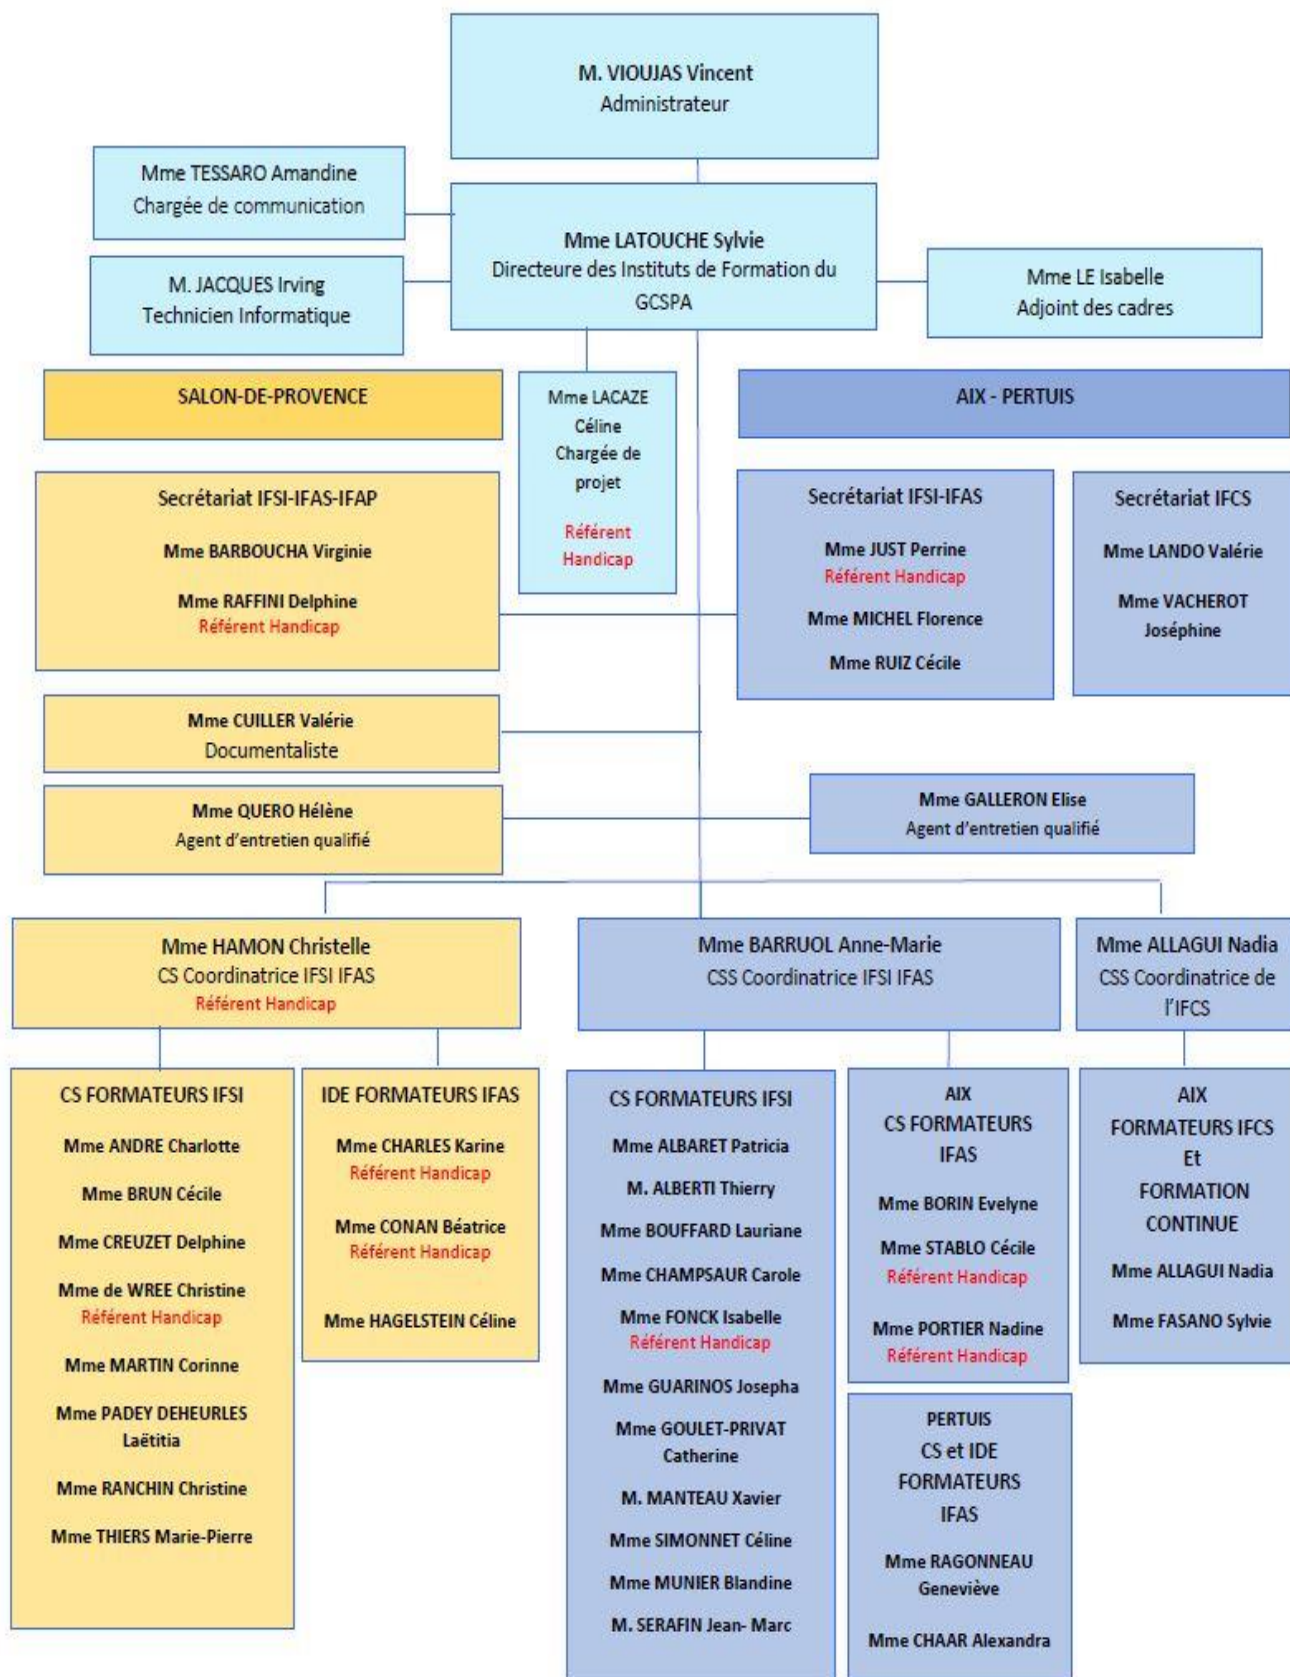 M. VIOUJAS Vincent
Administrateur
Mme TESSARO Amandine
Chargée de communication
Mme LATOUCHE Sylvie
Directeure des Instituts de Formation du
GCSPA
M. JACQUES Irving
Technicien Informatique
Mme LE Isabelle
Adjoint des cadres
SALON-DE-PROVENCE
Mme LACAZE
Céline
Chargée de
projet
Référent
Handicap
AIX - PERTUIS
Secrétariat IFSI-IFAS-IFAP
Mme BARBOUCHA Virginie
Mme RAFFINI Delphine
Référent Handicap
Secrétariat IFSI-IFAS
Mme JUST Perrine
Référent Handicap
Mme MICHEL Florence
Mme RUIZ Cécile
Secrétariat IFCS
Mme LANDO Valérie
Mme VACHEROT
Joséphine
Mme CUILLER Valérie
Documentaliste
Mme QUERO Hélène
Agent d'entretien qualifié
Mme GALLERON Elise
Agent d'entretien qualifié
Mme HAMON Christelle
CS Coordinatrice IFSI IFAS
Référent Handicap
Mme BARRUOL Anne-Marie
CSS Coordinatrice IFSI IFAS
Mme ALLAGUI Nadia
CSS Coordinatrice de
l'IFCS
CS FORMATEURS IFSI
Mme ANDRE Charlotte
Mme BRUN Cécile
Mme CREUZET Delphine
Mme de WREE Christine
Référent Handicap
Mme MARTIN Corinne
Mme PADEY DEHEURLES
Laëtitia
Mme RANCHIN Christine
Mme THIERS Marie-Pierre
IDE FORMATEURS IFAS
Mme CHARLES Karine
Référent Handicap
Mme CONAN Béatrice
Référent Handicap
Mme HAGELSTEIN Céline
CS FORMATEURS IFSI
Mme ALBARET Patricia
M. ALBERTI Thierry
Mme BOUFFARD Lauriane
Mme CHAMPSAUR Carole
Mme FONCK Isabelle
Référent Handicap
Mme GUARINOS Josepha
Mme GOULET-PRIVAT
Catherine
M. MANTEAU Xavier
Mme SIMONNET Céline
Mme MUNIER Blandine
M. SERAFIN Jean- Marc
AIX
CS FORMATEURS
IFAS
Mme BORIN Evelyne
Mme STABLO Cécile
Référent Handicap
Mme PORTIER Nadine
Référent Handicap
PERTUIS
CS et IDE
FORMATEURS
IFAS
Mme RAGONNEAU
Geneviève
Mme CHAAR Alexandra
AIX
FORMATEURS IFCS
Et
FORMATION
CONTINUE
Mme ALLAGUI Nadia
Mme FASANO Sylvie